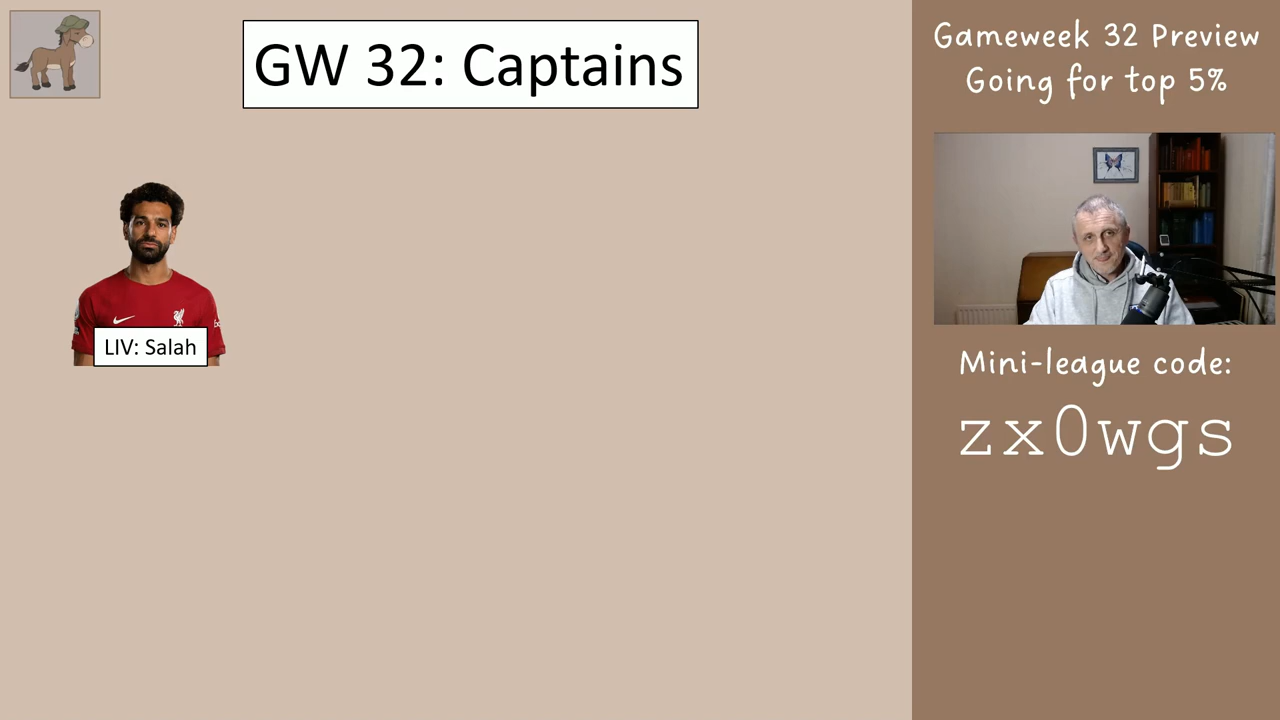 GW 32: Captains
LIV: Salah
Gameweek 32 Preview
Going for top 5%
Mini-league code:
zx0wgs